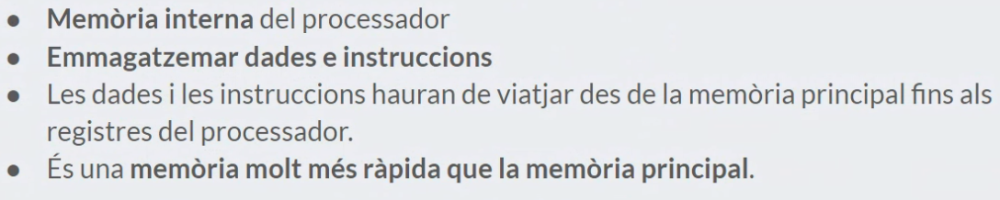 ● Memòria interna del processador
● Emmagatzemar dades e instruccions
● Les dades i les instruccions hauran de viatjar des de la memòria principal fins als
registres del processador.
● És una memòria molt més ràpida que la memòria principal.